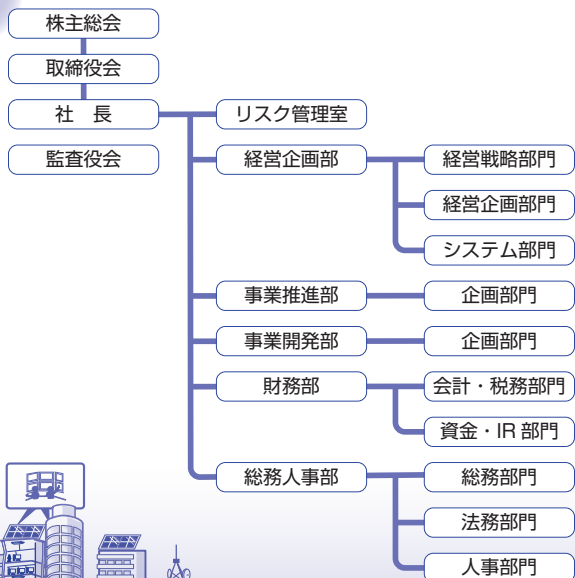 株主総会
取締役会
社　長
監査役会
リスク管理室
経営企画部
経営戦略部門
経営企画部門
システム部門
事業推進部
企画部門
事業開発部
企画部門
財務部
会計・税務部門
資金・IR 部門
総務人事部
総務部門
法務部門
人事部門